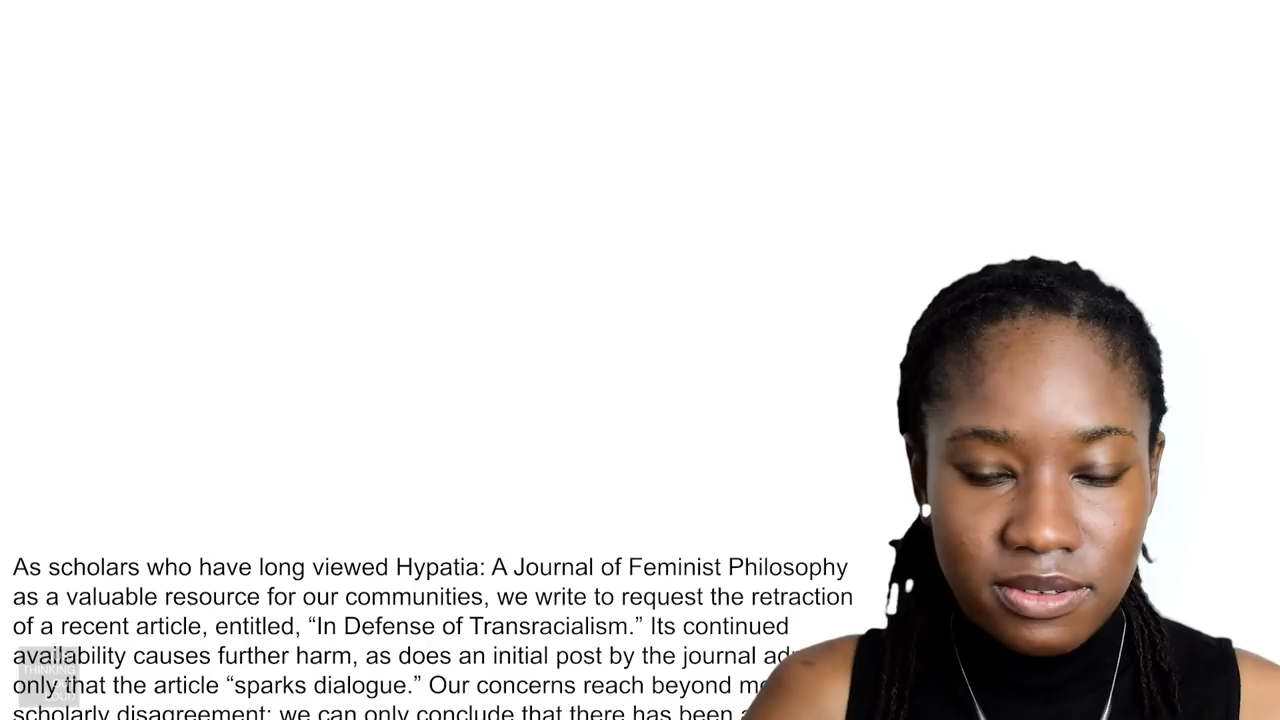 As scholars who have long viewed Hypatia: A Journal of Feminist Philosophy
as a valuable resource for our communities, we write to request the retraction
of a recent article, entitled, “In Defense of Transracialism.” Its continued
availability causes further harm, as does an initial post by the journal
only that the article “sparks dialogue.” Our concerns reach beyond
scholarly disagreement; we can only conclude that there has been a
THINKING